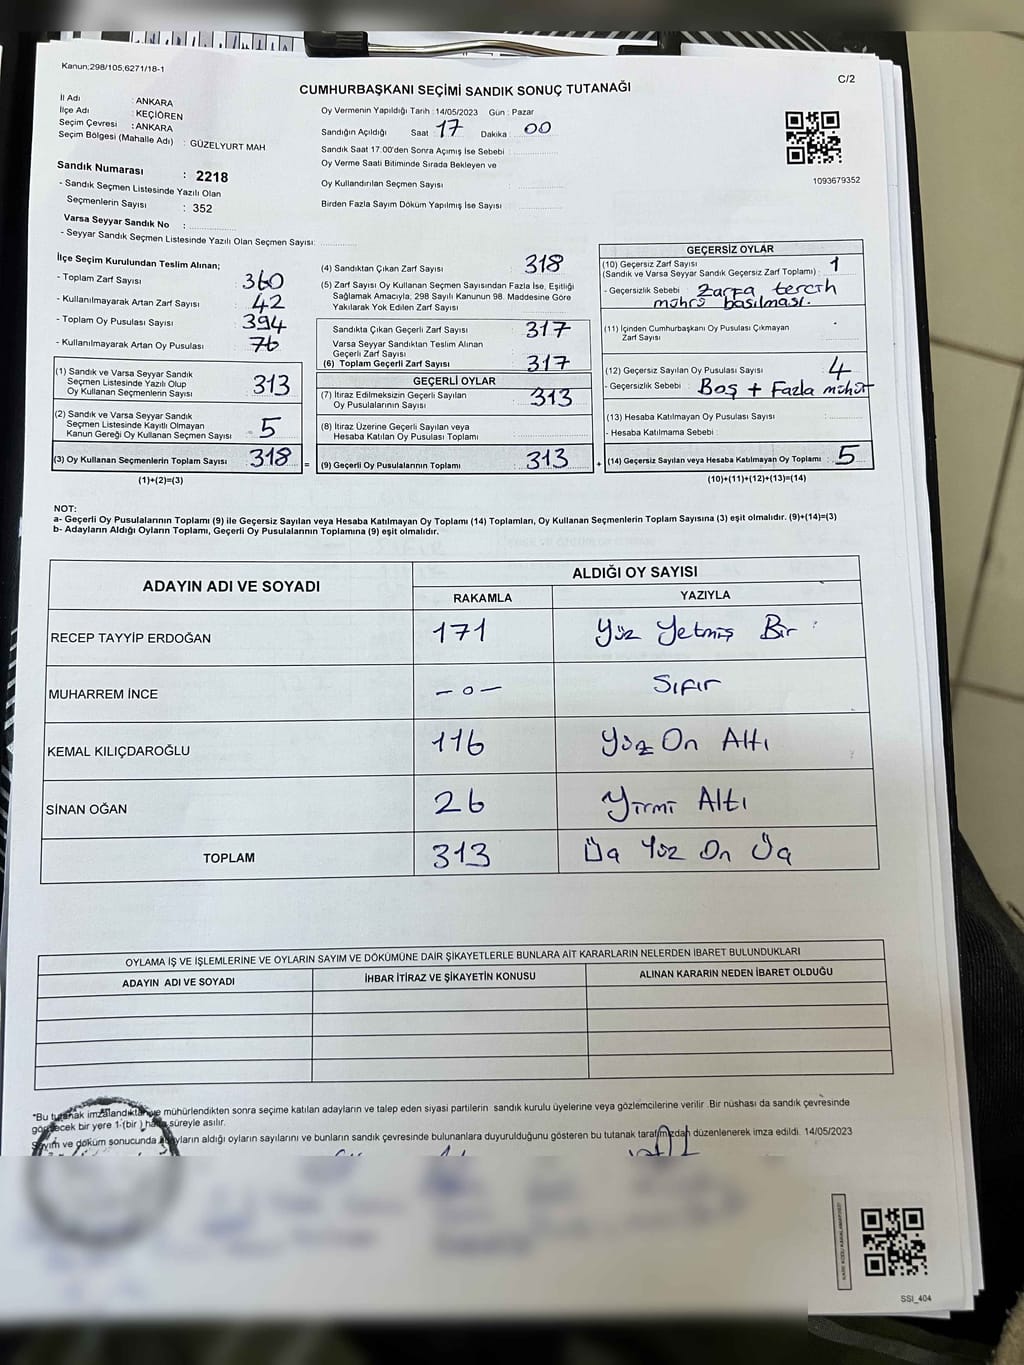 Kanun;298/105,6271/18-1
C/2
CUMHURBAŞKANI SEÇİMİ SANDIK SONUÇ TUTANAĞI
İl Adı : ANKARA
İlçe Adı : KEÇİÖREN
Seçim Çevresi : ANKARA
Seçim Bölgesi (Mahalle Adı) : GÜZELYURT MAH
Sandık Numarası : 2218
- Sandık Seçmen Listesinde Yazılı Olan
Seçmenlerin Sayısı : 352
Varsa Seyyar Sandık No :
- Seyyar Sandık Seçmen Listesinde Yazılı Olan Seçmen Sayısı:
Oy Vermenin Yapıldığı Tarih :14/05/2023 Gün : Pazar
Sandığın Açıldığı Saat 17 Dakika : 00
Sandık Saat 17.00'den Sonra Açımış İse Sebebi :
Oy Verme Saati Bitiminde Sırada Bekleyen ve
Oy Kullandırılan Seçmen Sayısı :
Birden Fazla Sayım Döküm Yapılmış İse Sayısı :
1093679352
İlçe Seçim Kurulundan Teslim Alınan;
- Toplam Zarf Sayısı : 360
- Kullanılmayarak Artan Zarf Sayısı : 42
- Toplam Oy Pusulası Sayısı : 394
- Kullanılmayarak Artan Oy Pusulası : 76
(1) Sandık ve Varsa Seyyar Sandık
Seçmen Listesinde Yazılı Olup
Oy Kullanan Seçmenlerin Sayısı : 313
(2) Sandık ve Varsa Seyyar Sandık
Seçmen Listesinde Kayıtlı Olmayan
Kanun Gereği Oy Kullanan Seçmen Sayısı : 5
(3) Oy Kullanan Seçmenlerin Toplam Sayısı : 318
(1)+(2)=(3)
(4) Sandıktan Çıkan Zarf Sayısı : 318
(5) Zarf Sayısı Oy Kullanan Seçmen Sayısından Fazla İse, Eşitliği
Sağlamak Amacıyla, 298 Sayılı Kanunun 98. Maddesine Göre
Yakılarak Yok Edilen Zarf Sayısı :
Sandıkta Çıkan Geçerli Zarf Sayısı : 317
Varsa Seyyar Sandıktan Teslim Alınan
Geçerli Zarf Sayısı :
(6) Toplam Geçerli Zarf Sayısı : 317
GEÇERLİ OYLAR
(7) İtiraz Edilmeksizin Geçerli Sayılan
Oy Pusulalarının Sayısı : 313
(8) İtiraz Üzerine Geçerli Sayılan veya
Hesaba Katılan Oy Pusulası Toplamı :
= (9) Geçerli Oy Pusulalarının Toplamı : 313 +
GEÇERSİZ OYLAR
(10) Geçersiz Zarf Sayısı
(Sandık ve Varsa Seyyar Sandık Geçersiz Zarf Toplamı) : 1
- Geçersizlik Sebebi : Zarfa tercih
mührü basılması.
(11) İçinden Cumhurbaşkanı Oy Pusulası Çıkmayan
Zarf Sayısı :
(12) Geçersiz Sayılan Oy Pusulası Sayısı : 4
- Geçersizlik Sebebi : Boş + Fazla mühür
(13) Hesaba Katılmayan Oy Pusulası Sayısı :
- Hesaba Katılmama Sebebi :
(14) Geçersiz Sayılan veya Hesaba Katılmayan Oy Toplamı : 5
(10)+(11)+(12)+(13)=(14)
NOT:
a- Geçerli Oy Pusulalarının Toplamı (9) ile Geçersiz Sayılan veya Hesaba Katılmayan Oy Toplamı (14) Toplamları, Oy Kullanan Seçmenlerin Toplam Sayısına (3) eşit olmalıdır. (9)+(14)=(3)
b- Adayların Aldığı Oyların Toplamı, Geçerli Oy Pusulalarının Toplamına (9) eşit olmalıdır.
ADAYIN ADI VE SOYADI ALDIĞI OY SAYISI
RAKAMLA YAZIYLA
RECEP TAYYİP ERDOĞAN 171 Yüz Yetmiş Bir
MUHARREM İNCE -0- Sıfır
KEMAL KILIÇDAROĞLU 116 Yüz On Altı
SİNAN OĞAN 26 Yirmi Altı
TOPLAM 313 Üç Yüz On Üç
OYLAMA İŞ VE İŞLEMLERİNE VE OYLARIN SAYIM VE DÖKÜMÜNE DAİR ŞİKAYETLERLE BUNLARA AİT KARARLARIN NELERDEN İBARET BULUNDUKLARI
ADAYIN ADI VE SOYADI İHBAR İTİRAZ VE ŞİKAYETİN KONUSU ALINAN KARARIN NEDEN İBARET OLDUĞU
*Bu tutanak imzalandıktan ve mühürlendikten sonra seçime katılan adayların ve talep eden siyasi partilerin sandık kurulu üyelerine veya gözlemcilerine verilir .Bir nüshası da sandık çevresinde
görülecek bir yere 1 (bir ) hafta süreyle asılır.
Sayım ve döküm sonucunda adayların aldığı oyların sayılarını ve bunların sandık çevresinde bulunanlara duyurulduğunu gösteren bu tutanak tarafımızdan düzenlenerek imza edildi. 14/05/2023
SSI_404